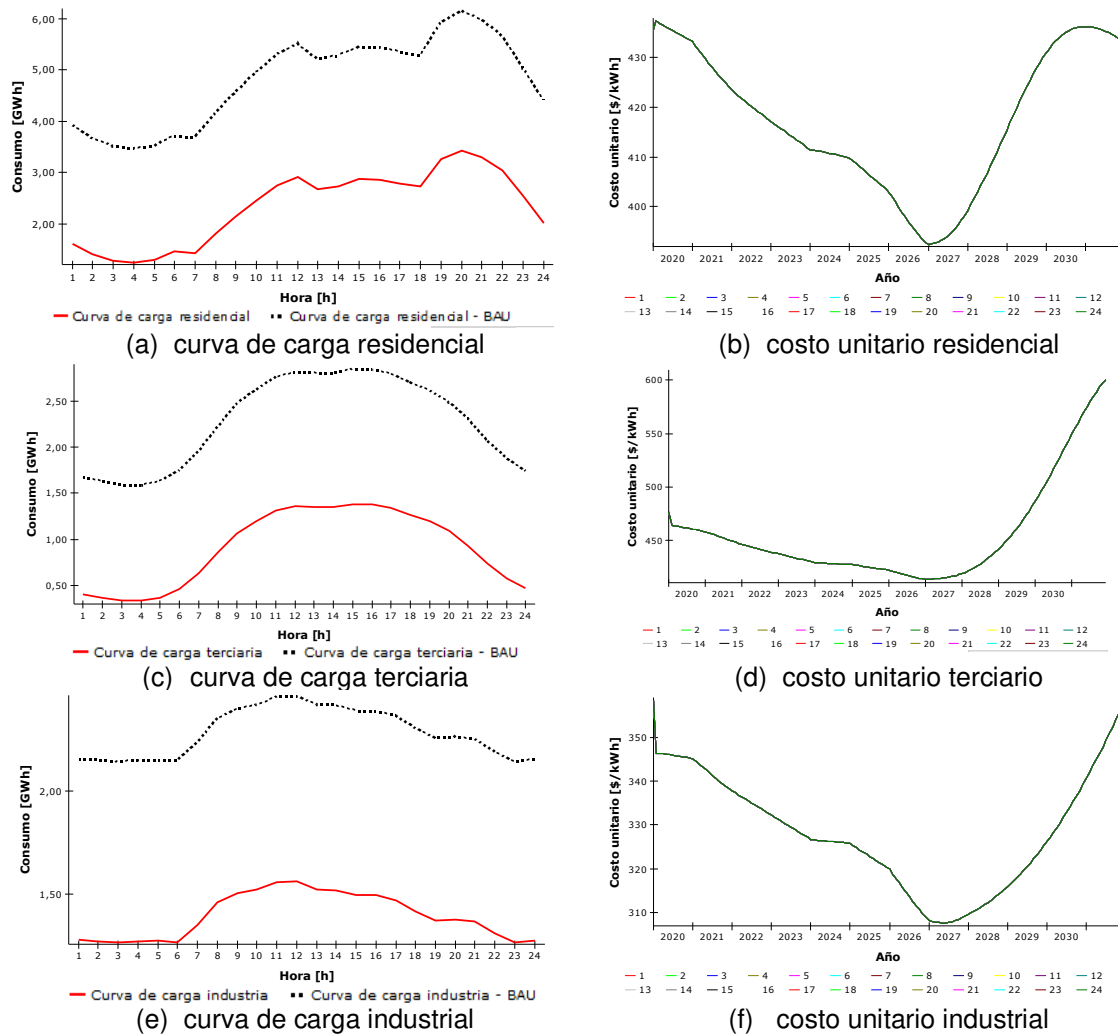 6,00
5,00
4,00
3,00
2,00
Consumo [GWh]
1 2 3 4 5 6 7 8 9 10 11 12 13 14 15 16 17 18 19 20 21 22 23 24
Hora [h]
Curva de carga residencial Curva de carga residencial - BAU
(a) curva de carga residencial
430
420
410
400
Costo unitario [$/kWh]
2020 2021 2022 2023 2024 2025 2026 2027 2028 2029 2030
Año
1 2 3 4 5 6 7 8 9 10 11 12
13 14 15 16 17 18 19 20 21 22 23 24
(b) costo unitario residencial
2,50
2,00
1,50
1,00
0,50
Consumo [GWh]
1 2 3 4 5 6 7 8 9 10 11 12 13 14 15 16 17 18 19 20 21 22 23 24
Hora [h]
Curva de carga terciaria Curva de carga terciaria - BAU
(c) curva de carga terciaria
600
550
500
450
Costo unitario [$/kWh]
2020 2021 2022 2023 2024 2025 2026 2027 2028 2029 2030
Año
1 2 3 4 5 6 7 8 9 10 11 12
13 14 15 16 17 18 19 20 21 22 23 24
(d) costo unitario terciario
2,00
1,50
Consumo [GWh]
1 2 3 4 5 6 7 8 9 10 11 12 13 14 15 16 17 18 19 20 21 22 23 24
Hora [h]
Curva de carga industria Curva de carga industria - BAU
(e) curva de carga industrial
350
340
330
320
310
Costo unitario [$/kWh]
2020 2021 2022 2023 2024 2025 2026 2027 2028 2029 2030
Año
1 2 3 4 5 6 7 8 9 10 11 12
13 14 15 16 17 18 19 20 21 22 23 24
(f) costo unitario industrial